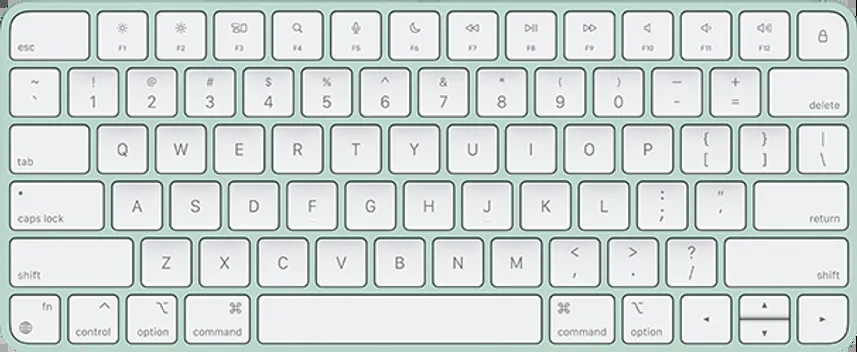 esc F1 F2 F3 F4 F5 F6 F7 F8 F9 F10 F11 F12
~ ! @ # $ % ^ & * ( ) — +
` 1 2 3 4 5 6 7 8 9 0 - = delete
Q W E R T Y U I O P { } |
tab [ ] \
A S D F G H J K L : "
caps lock ; ' return
Z X C V B N M < > ?
shift , . / shift
fn ^ ⌥ ⌘ ⌘ ⌥
control option command command option ◂ ▴ ▾ ▸